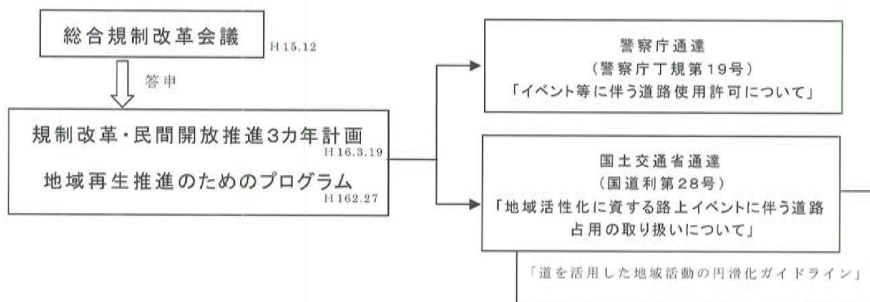 総合規制改革会議
H15.12
答申
規制改革・民間開放推進3カ年計画
H16.3.19
地域再生推進のためのプログラム
H162.27
警察庁通達
(警察庁丁規第19号)
「イベント等に伴う道路使用許可について」
国土交通省通達
(国道利第28号)
「地域活性化に資する路上イベントに伴う道路
占用の取り扱いについて」
「道を活用した地域活動の円滑化ガイドライン」